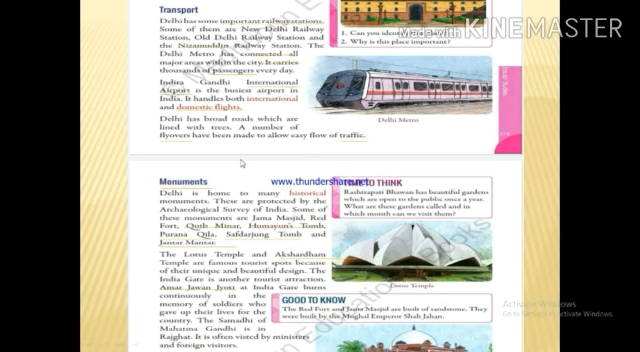 Transport
Delhi has some important railway stations.
Some of them are New Delhi Railway
Station, Old Delhi Railway Station and
the Nizamuddin Railway Station. The
Delhi Metro has connected all
major areas within the city. It carries
thousands of passengers every day.
Indira Gandhi International
Airport is the busiest airport in
India. It handles both international
and domestic flights.
Delhi has broad roads which are
lined with trees. A number of
flyovers have been made to allow easy flow of traffic.
1. Can you
2. Why is this place important?
Made with KINEMASTER
Delhi Metro
Monuments
Delhi is home to many historical
monuments. These are protected by the
Archaeological Survey of India. Some of
these monuments are Jama Masjid, Red
Fort, Qutb Minar, Humayun's Tomb,
Purana Qila, Safdarjung Tomb and
Jantar Mantar.
The Lotus Temple and Akshardham
Temple are famous tourist spots because
of their unique and beautiful design. The
India Gate is another tourist attraction.
Amar Jawan Jyoti at India Gate burns
continuously in the
memory of soldiers who
gave up their lives for the
country. The Samadhi of
Mahatma Gandhi is in
Rajghat. It is often visited by ministers
and foreign visitors.
www.thundershare.net
TO THINK
Rashtrapati Bhawan has beautiful gardens
which are open to the public once a year.
What are these gardens called and in
which month can we visit them?
Lotus Temple
GOOD TO KNOW
The Red Fort and Jama Masjid are built of sandstone. They
were built by the Mughal Emperor Shah Jahan.
Activate Windows
Go to Settings to activate Windows.